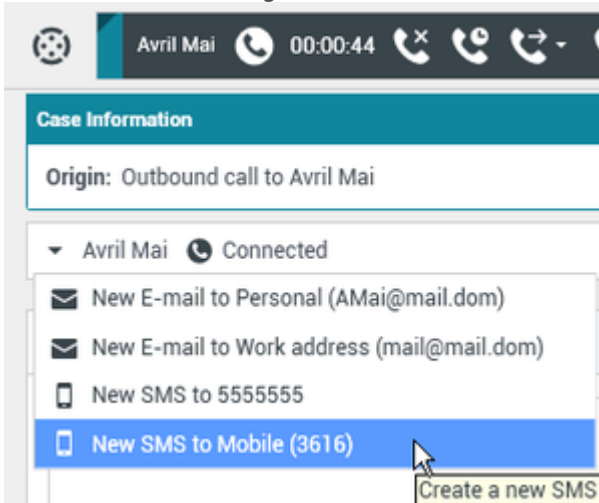 Avril Mai 00:00:44
Case Information
Origin: Outbound call to Avril Mai
Avril Mai Connected
New E-mail to Personal (AMai@mail.dom)
New E-mail to Work address (mail@mail.dom)
New SMS to 5555555
New SMS to Mobile (3616)
Create a new SMS